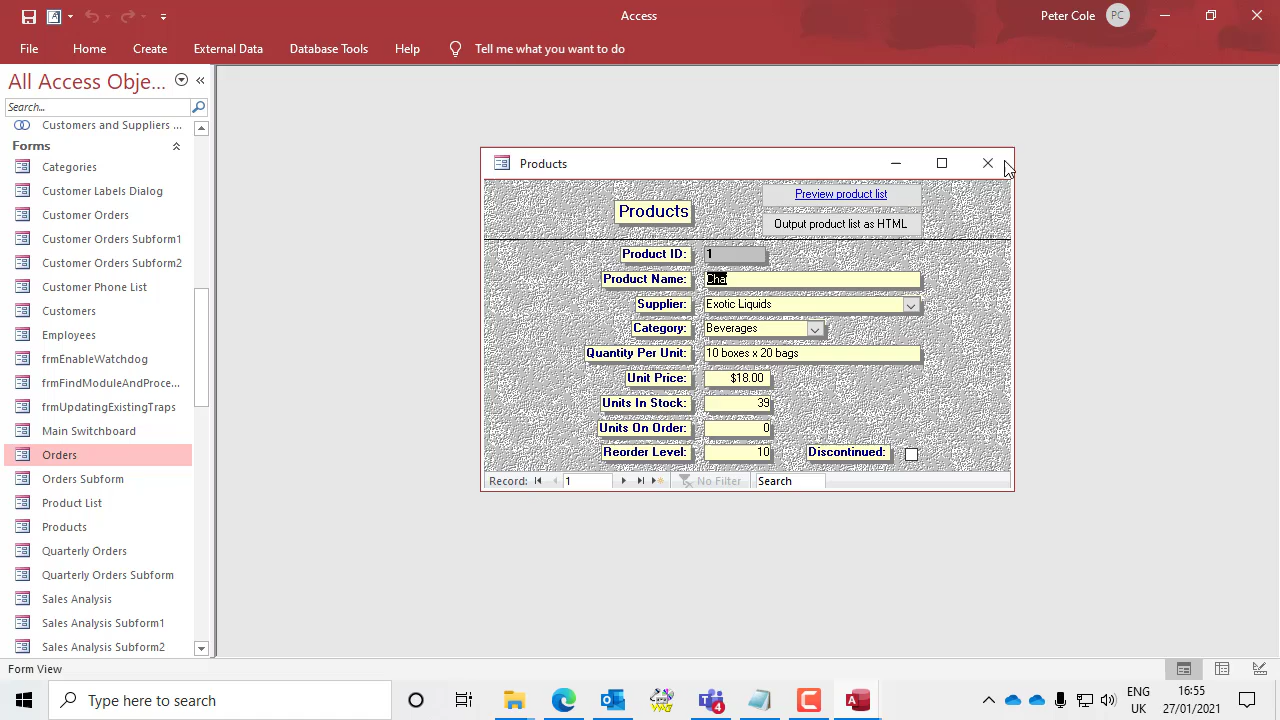 Access
Peter Cole PC
File Home Create External Data Database Tools Help Tell me what you want to do
All Access Obje...
Search...
Customers and Suppliers ...
Forms
Categories
Customer Labels Dialog
Customer Orders
Customer Orders Subform1
Customer Orders Subform2
Customer Phone List
Customers
Employees
frmEnableWatchdog
frmFindModuleAndProce...
frmUpdatingExistingTraps
Main Switchboard
Orders
Orders Subform
Product List
Products
Quarterly Orders
Quarterly Orders Subform
Sales Analysis
Sales Analysis Subform1
Sales Analysis Subform2
Products
Products
Preview product list
Output product list as HTML
Product ID: 1
Product Name: Chai
Supplier: Exotic Liquids
Category: Beverages
Quantity Per Unit: 10 boxes x 20 bags
Unit Price: $18.00
Units In Stock: 39
Units On Order: 0
Reorder Level: 10 Discontinued:
Record: 1 No Filter Search
Form View
Type here to search
4
ENG
UK
16:55
27/01/2021